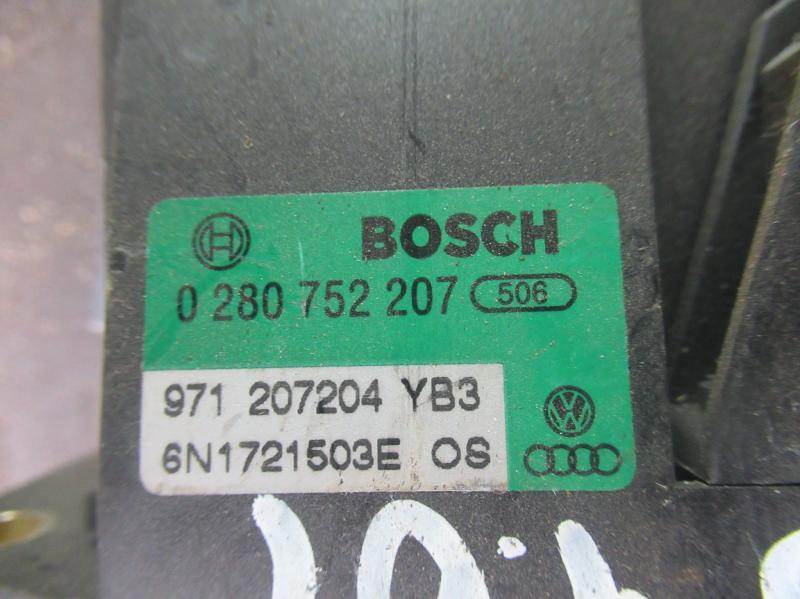 BOSCH
0 280 752 207 506
971 207204 YB3
6N1721503E OS